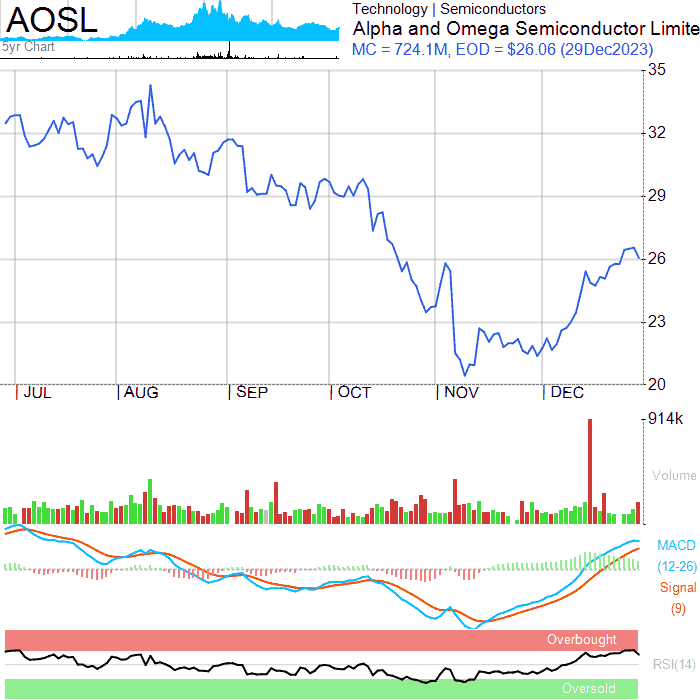 AOSL
5yr Chart
Technology | Semiconductors
Alpha and Omega Semiconductor Limite
MC = 724.1M, EOD = $26.06 (29Dec2023)
35
32
29
26
23
20
JUL AUG SEP OCT NOV DEC
914k
Volume
MACD
(12-26)
Signal
(9)
Overbought
RSI(14)
Oversold